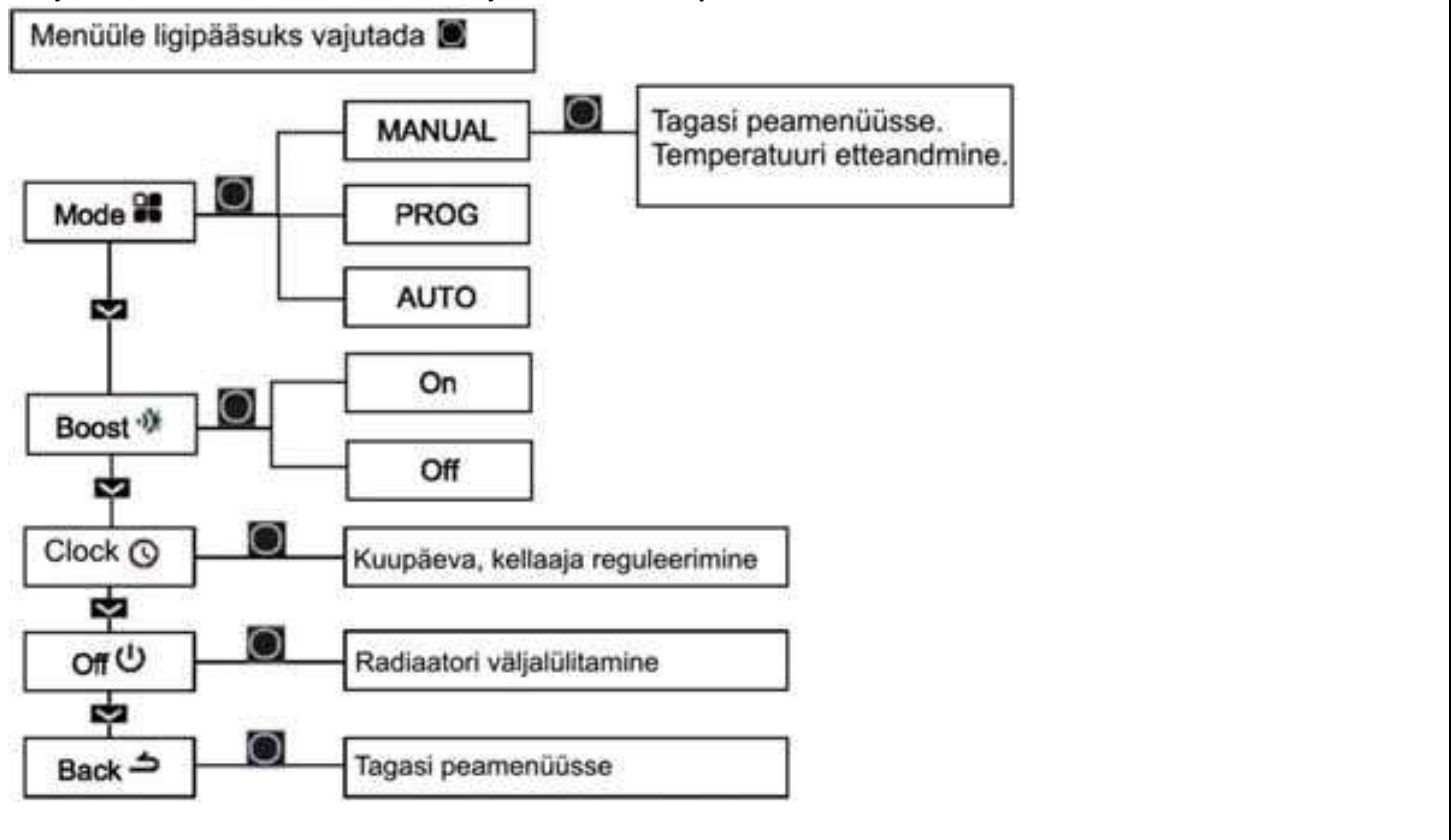 Menüüle ligipääsuks vajutada
MANUAL
Tagasi peamenüüsse.
Temperatuuri etteandmine.
Mode
PROG
AUTO
On
Boost
Off
Clock
Kuupäeva, kellaaja reguleerimine
Off
Radiaatori väljalülitamine
Back
Tagasi peamenüüsse